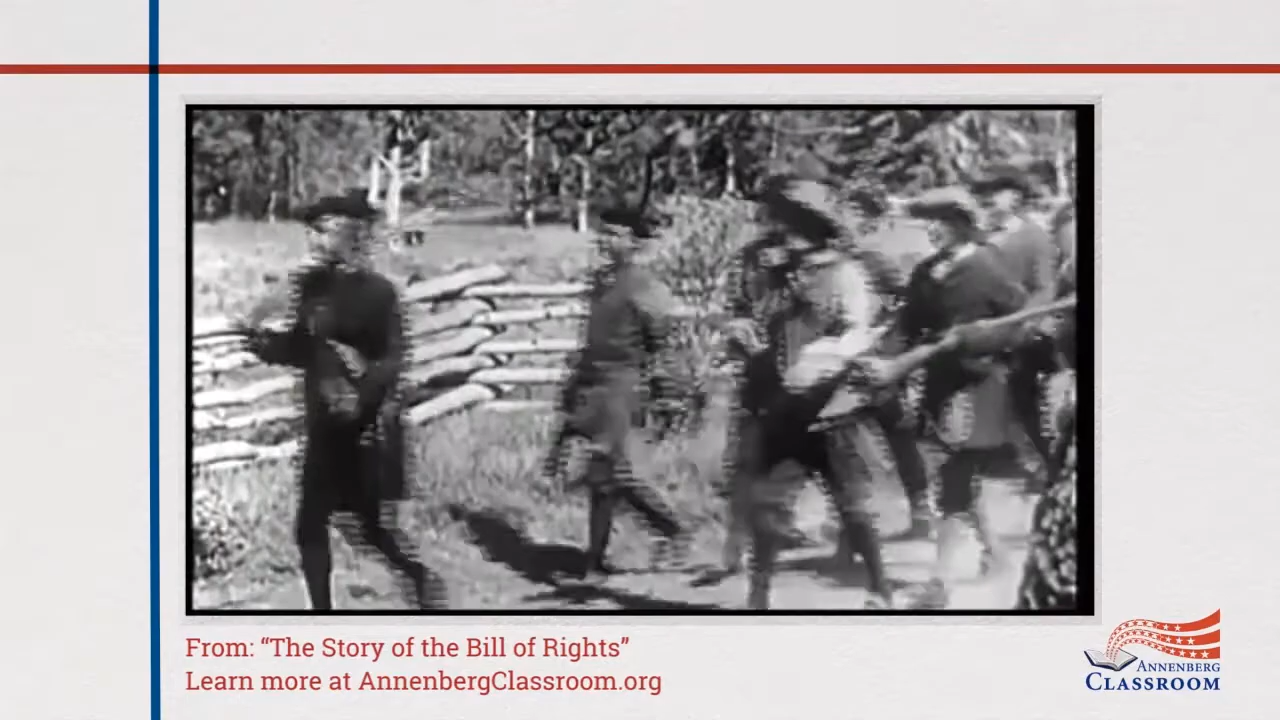 From: “The Story of the Bill of Rights”
Learn more at AnnenbergClassroom.org
ANNENBERG
CLASSROOM